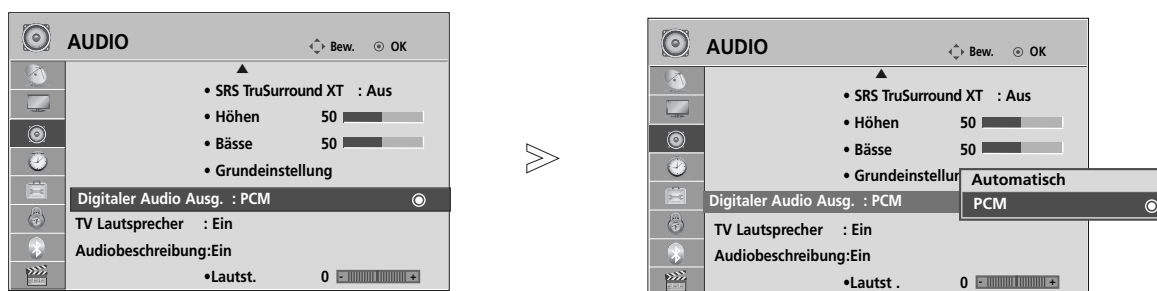 AUDIO
Bew. OK
• SRS TruSurround XT : Aus
• Höhen 50
• Bässe 50
• Grundeinstellung
Digitaler Audio Ausg. : PCM
TV Lautsprecher : Ein
Audiobeschreibung:Ein
•Lautst. 0 - +
AUDIO
Bew. OK
• SRS TruSurround XT : Aus
• Höhen 50
• Bässe 50
• Grundeinstellur
Automatisch
Digitaler Audio Ausg. : PCM
PCM
TV Lautsprecher : Ein
Audiobeschreibung:Ein
•Lautst . 0 - +